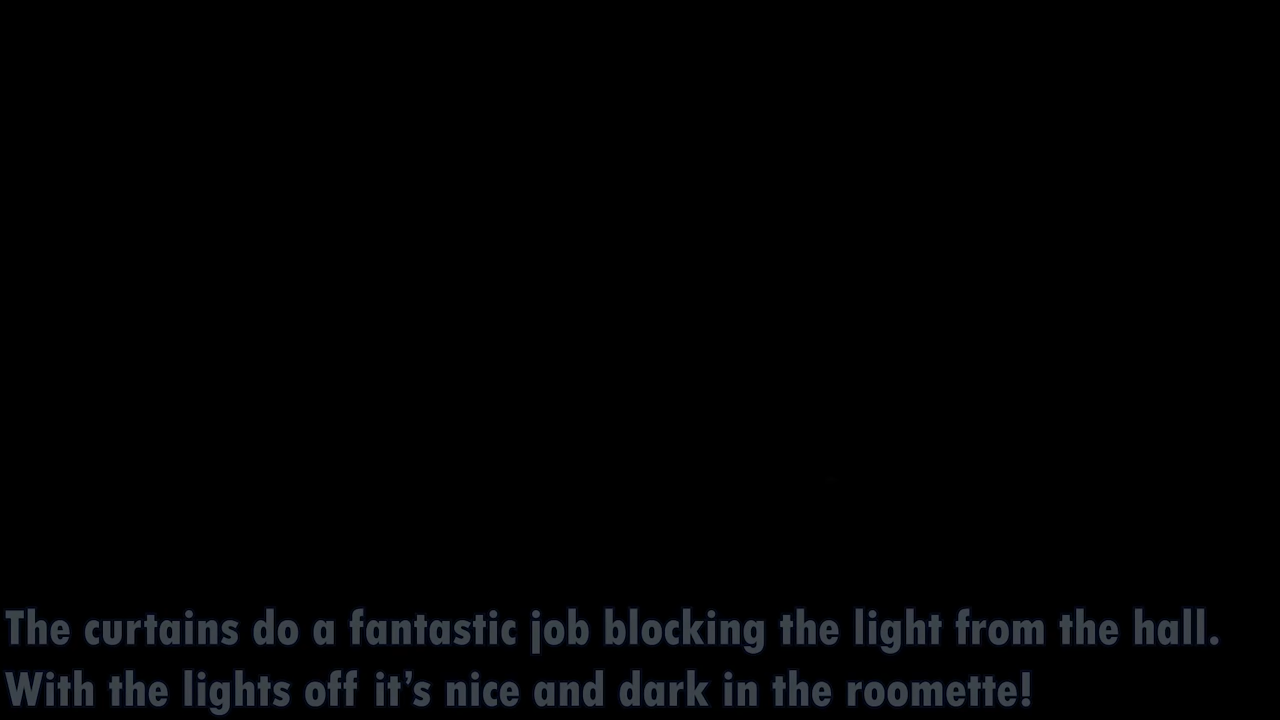 The curtains do a fantastic job blocking the light from the hall.
With the lights off it’s nice and dark in the roomette!